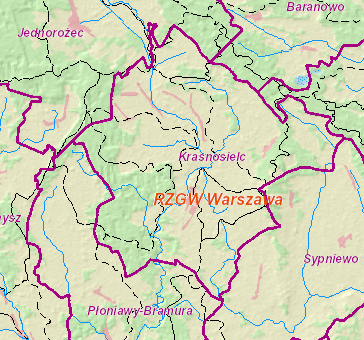 Baranowo
Jednorożec
Krasnosielc
RZGW Warszawa
Sypniewo
Płoniawy-Bramura